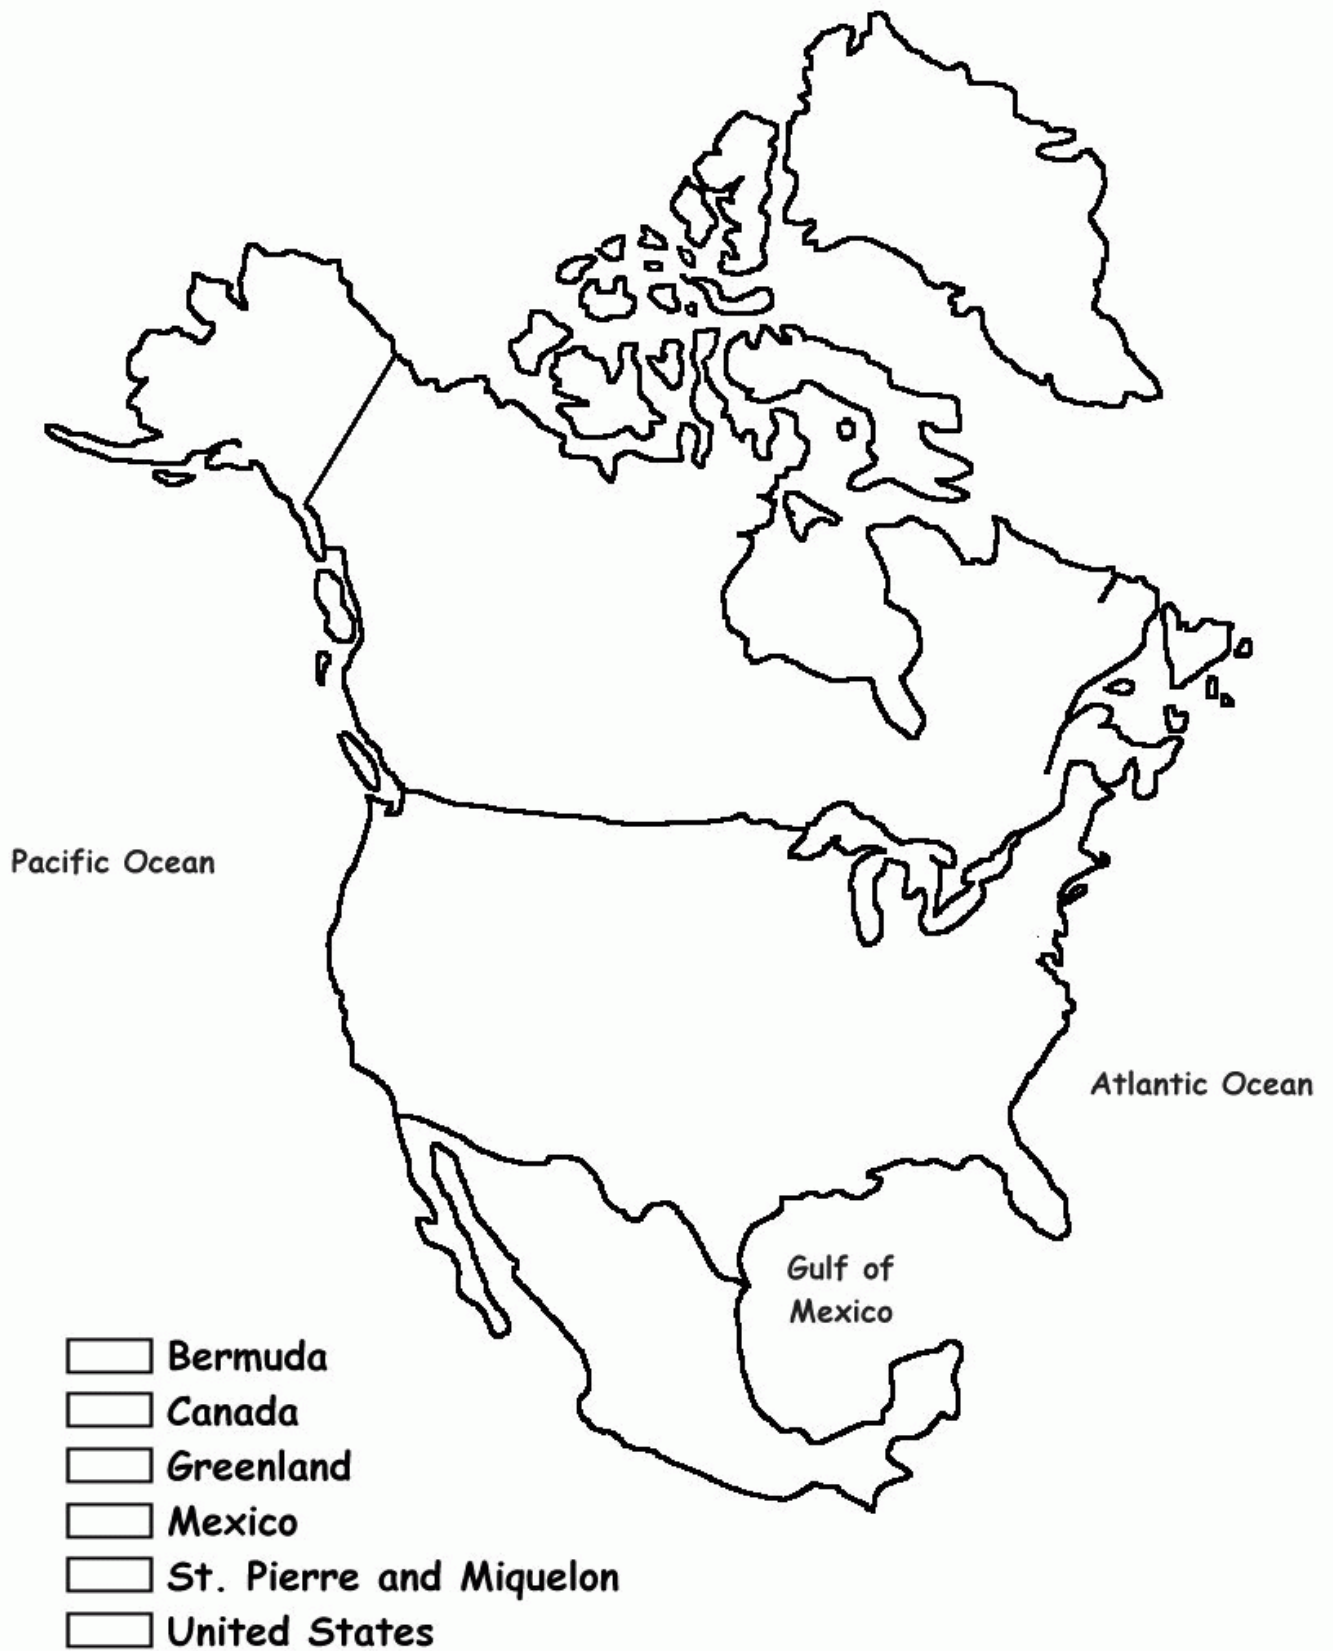 Pacific Ocean
Atlantic Ocean
Gulf of
Mexico
Bermuda
Canada
Greenland
Mexico
St. Pierre and Miquelon
United States